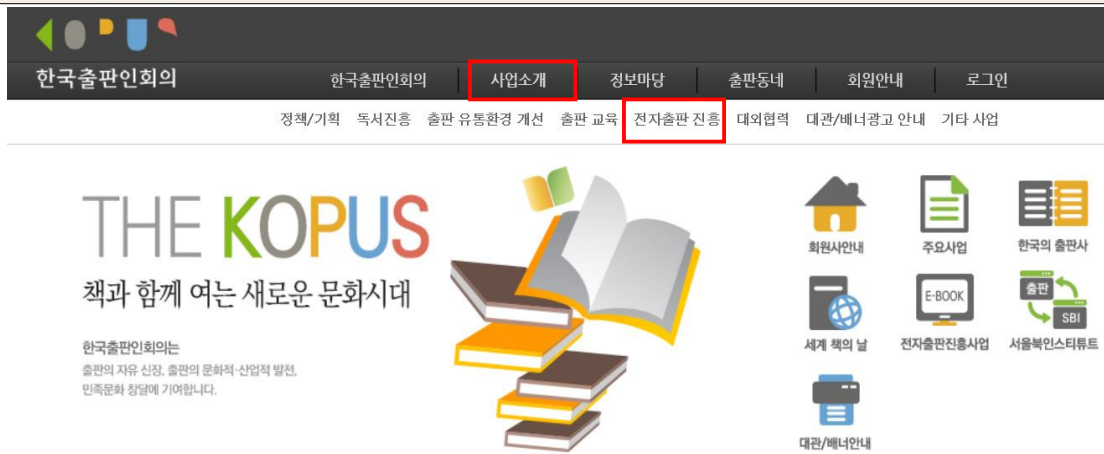 KOPUS
한국출판인회의
한국출판인회의 사업소개 정보마당 출판동네 회원안내 로그인
정책/기획 독서진흥 출판 유통환경 개선 출판 교육 전자출판 진흥 대외협력 대관/배너광고 안내 기타 사업
THE KOPUS
책과 함께 여는 새로운 문화시대
한국출판인회의는
출판의 자유 신장, 출판의 문화적·산업적 발전,
민족문화 창달에 기여합니다.
회원사안내 주요사업 한국의 출판사
E-BOOK 출판 SBI
세계 책의 날 전자출판진흥사업 서울북인스티튜트
대관/배너안내